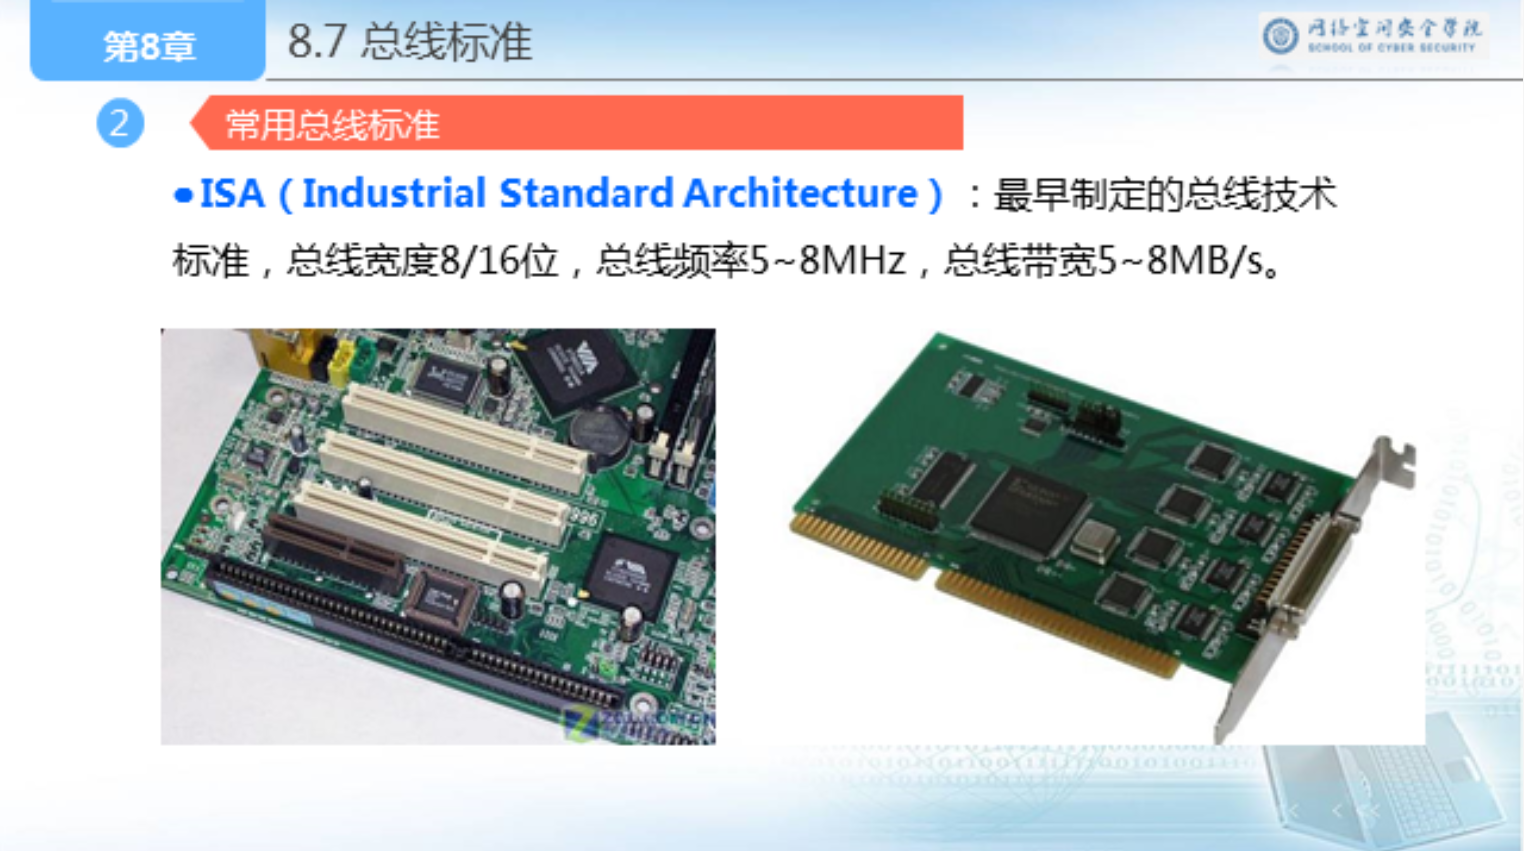 第8章
8.7 总线标准
网络空间安全学院
SCHOOL OF CYBER SECURITY
2
常用总线标准
●ISA（Industrial Standard Architecture）：最早制定的总线技术
标准，总线宽度8/16位，总线频率5~8MHz，总线带宽5~8MB/s。
VIA